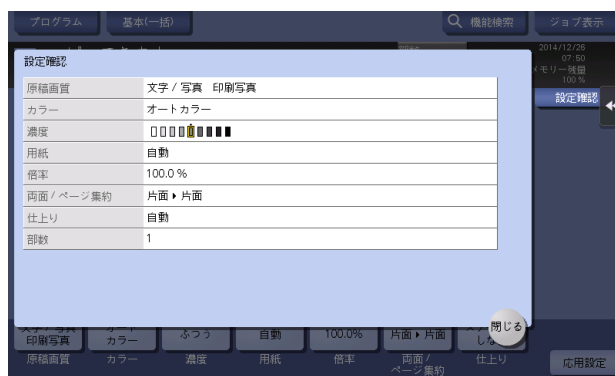 プログラム
基本(一括)
機能検索
ジョブ表示
2014/12/26
07:50
メモリー残量
100 %
設定確認
設定確認
原稿画質 文字 / 写真 印刷写真
カラー オートカラー
濃度
用紙 自動
倍率 100.0 %
両面 / ページ集約 片面 ▸ 片面
仕上り 自動
部数 1
閉じる
文字 / 写真
印刷写真
オート
カラー
ふつう
自動
100.0%
片面 ▸ 片面
原稿画質
カラー
濃度
用紙
倍率
両面 /
ページ集約
仕上り
応用設定